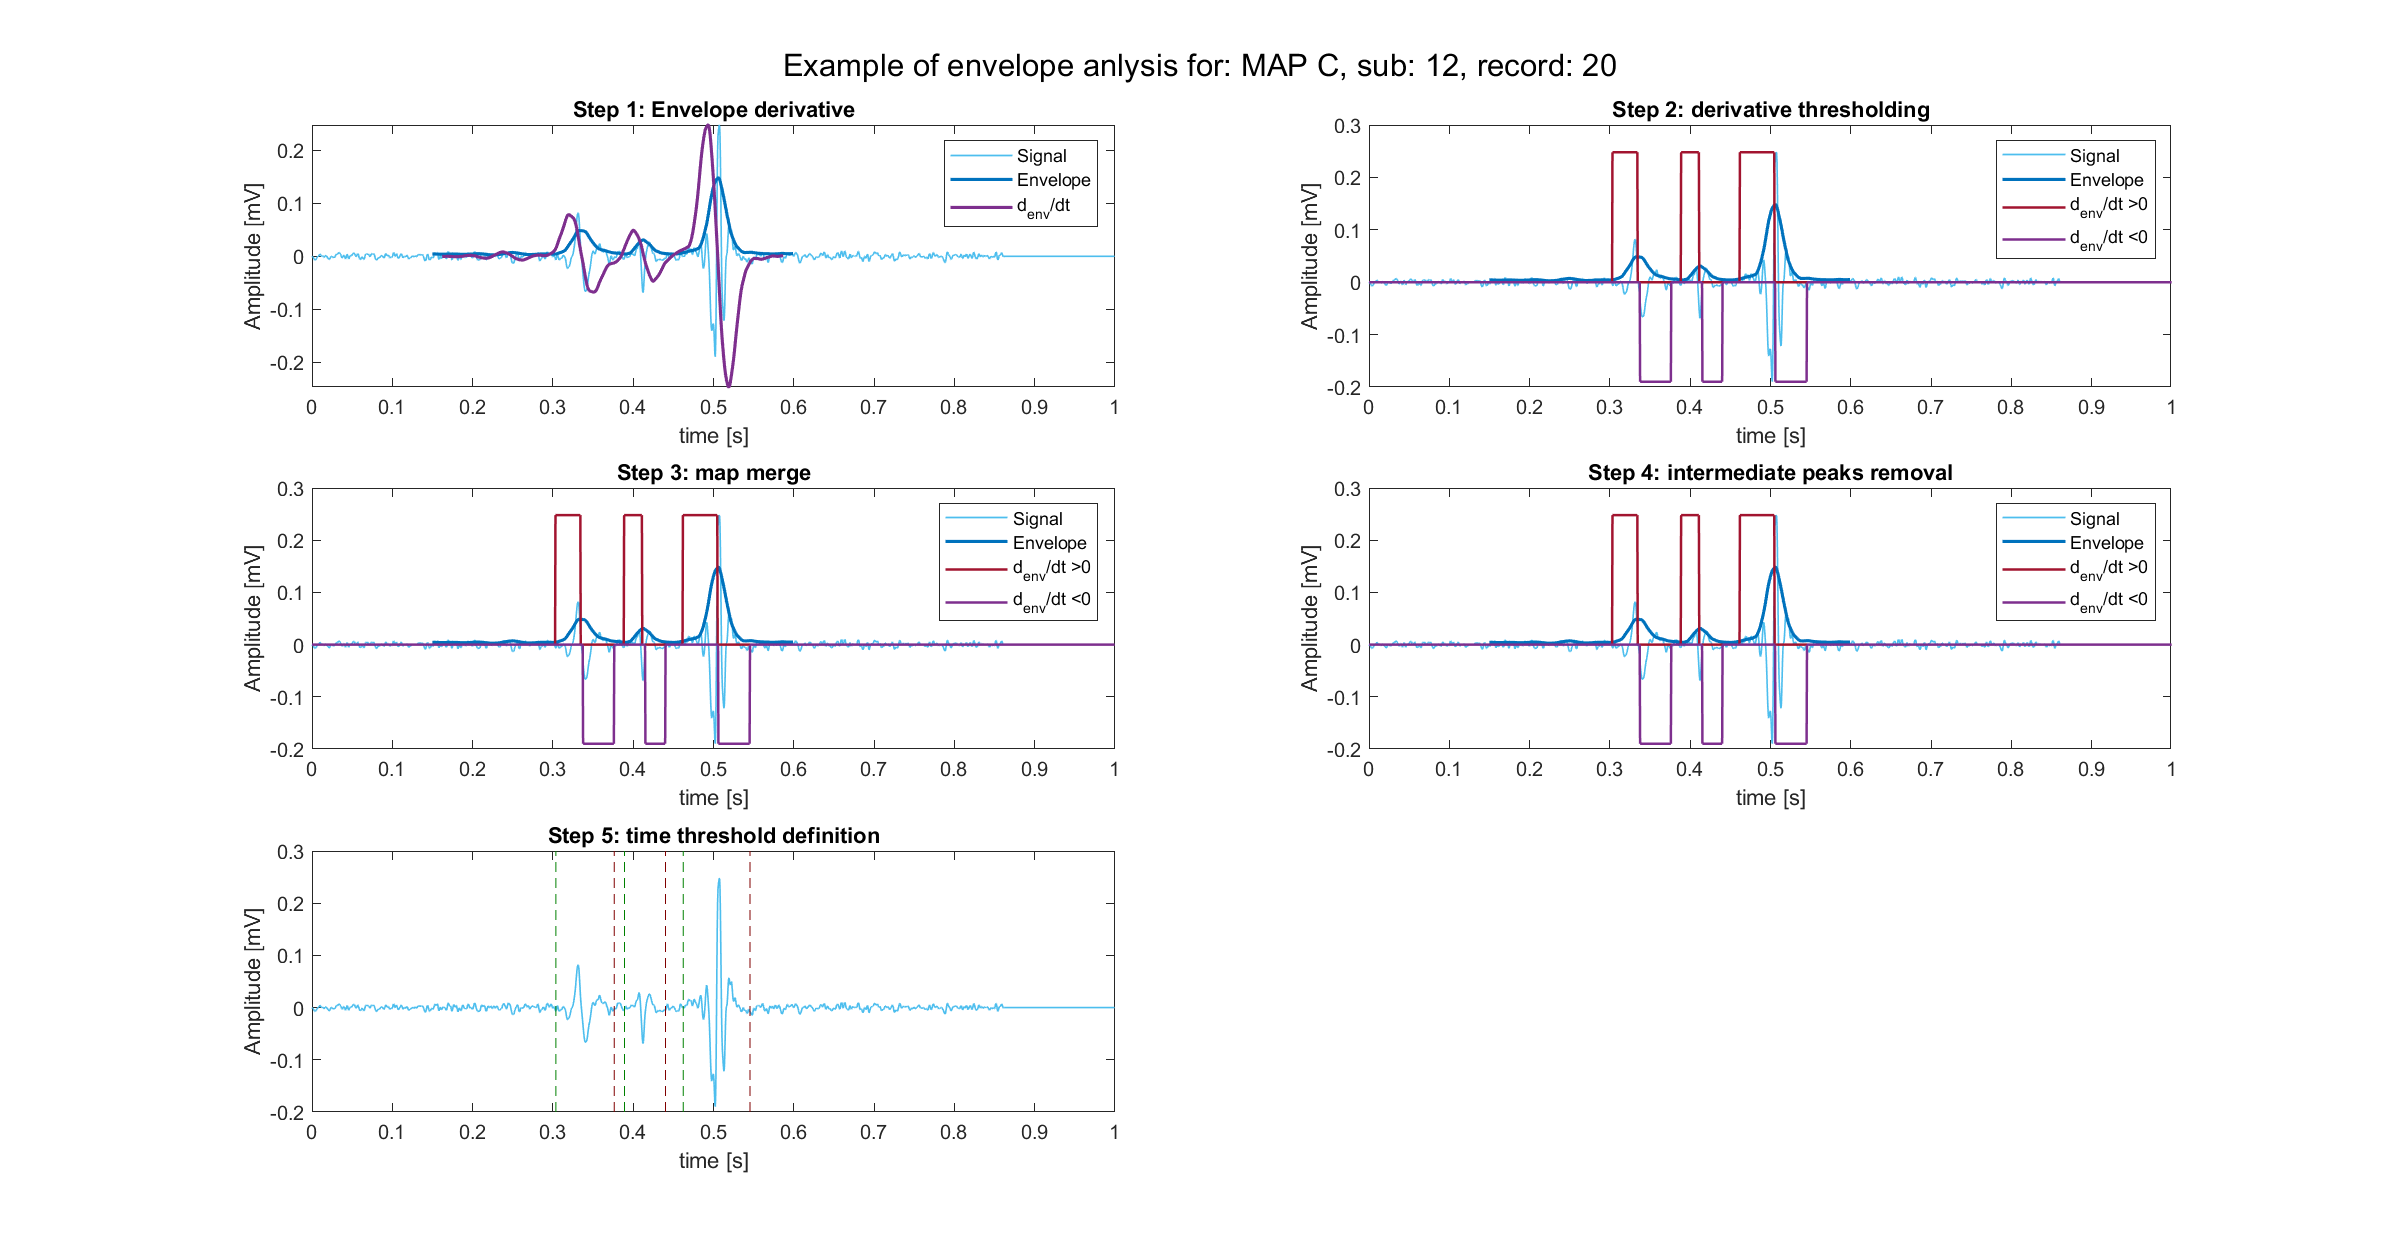 Example of envelope anlysis for: MAP C, sub: 12, record: 20
Step 1: Envelope derivative
0.2
0.1
0
-0.1
-0.2
Amplitude [mV]
0 0.1 0.2 0.3 0.4 0.5 0.6 0.7 0.8 0.9 1
time [s]
Signal
Envelope
d_env/dt
Step 2: derivative thresholding
0.3
0.2
0.1
0
-0.1
-0.2
Amplitude [mV]
0 0.1 0.2 0.3 0.4 0.5 0.6 0.7 0.8 0.9 1
time [s]
Signal
Envelope
d_env/dt >0
d_env/dt <0
Step 3: map merge
0.3
0.2
0.1
0
-0.1
-0.2
Amplitude [mV]
0 0.1 0.2 0.3 0.4 0.5 0.6 0.7 0.8 0.9 1
time [s]
Signal
Envelope
d_env/dt >0
d_env/dt <0
Step 4: intermediate peaks removal
0.3
0.2
0.1
0
-0.1
-0.2
Amplitude [mV]
0 0.1 0.2 0.3 0.4 0.5 0.6 0.7 0.8 0.9 1
time [s]
Signal
Envelope
d_env/dt >0
d_env/dt <0
Step 5: time threshold definition
0.3
0.2
0.1
0
-0.1
-0.2
Amplitude [mV]
0 0.1 0.2 0.3 0.4 0.5 0.6 0.7 0.8 0.9 1
time [s]